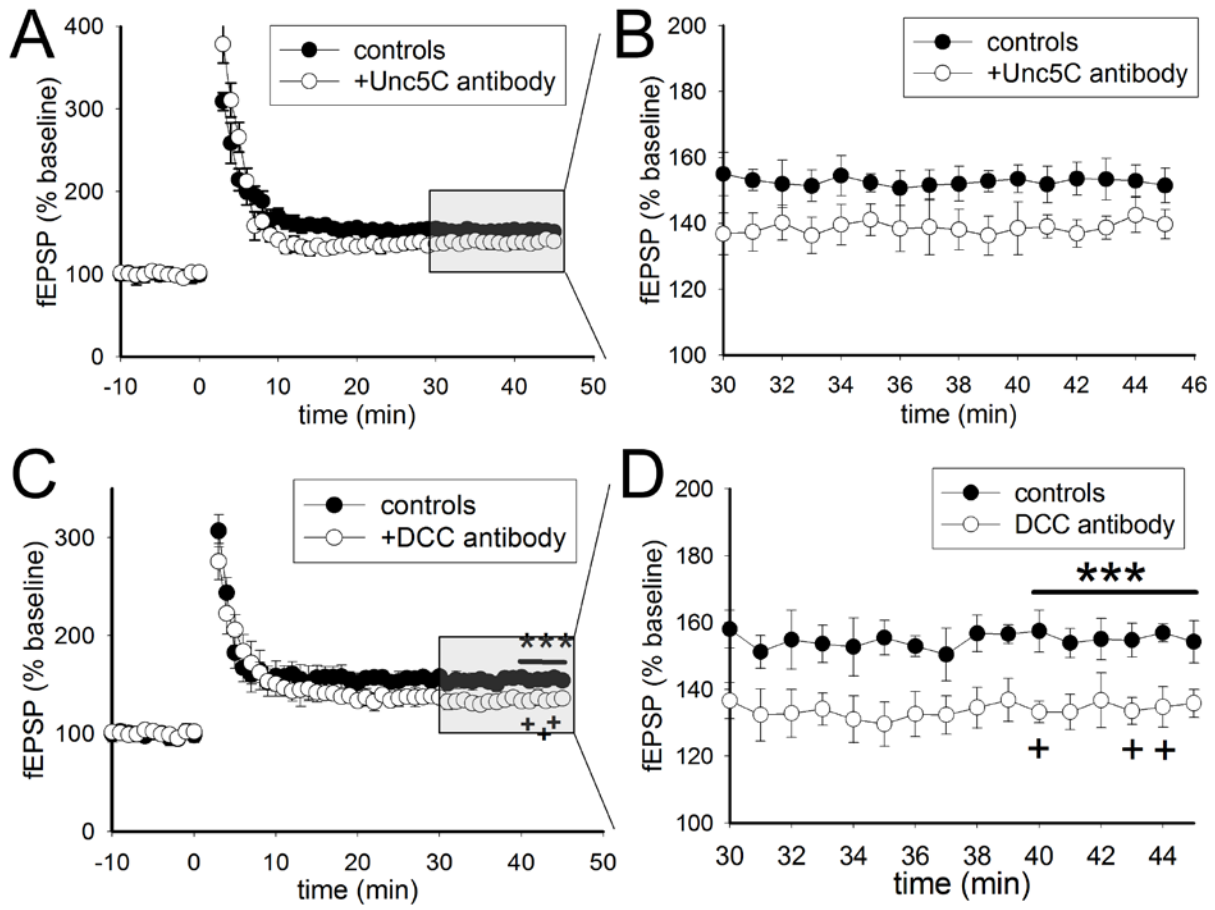 A
fEPSP (% baseline)
400
300
200
100
0
-10 0 10 20 30 40 50
time (min)
controls
+Unc5C antibody
B
fEPSP (% baseline)
200
180
160
140
120
100
30 32 34 36 38 40 42 44 46
time (min)
controls
+Unc5C antibody
C
fEPSP (% baseline)
300
200
100
0
-10 0 10 20 30 40 50
time (min)
controls
+DCC antibody
***
+ + +
D
fEPSP (% baseline)
200
180
160
140
120
100
30 32 34 36 38 40 42 44
time (min)
controls
DCC antibody
***
+ + +